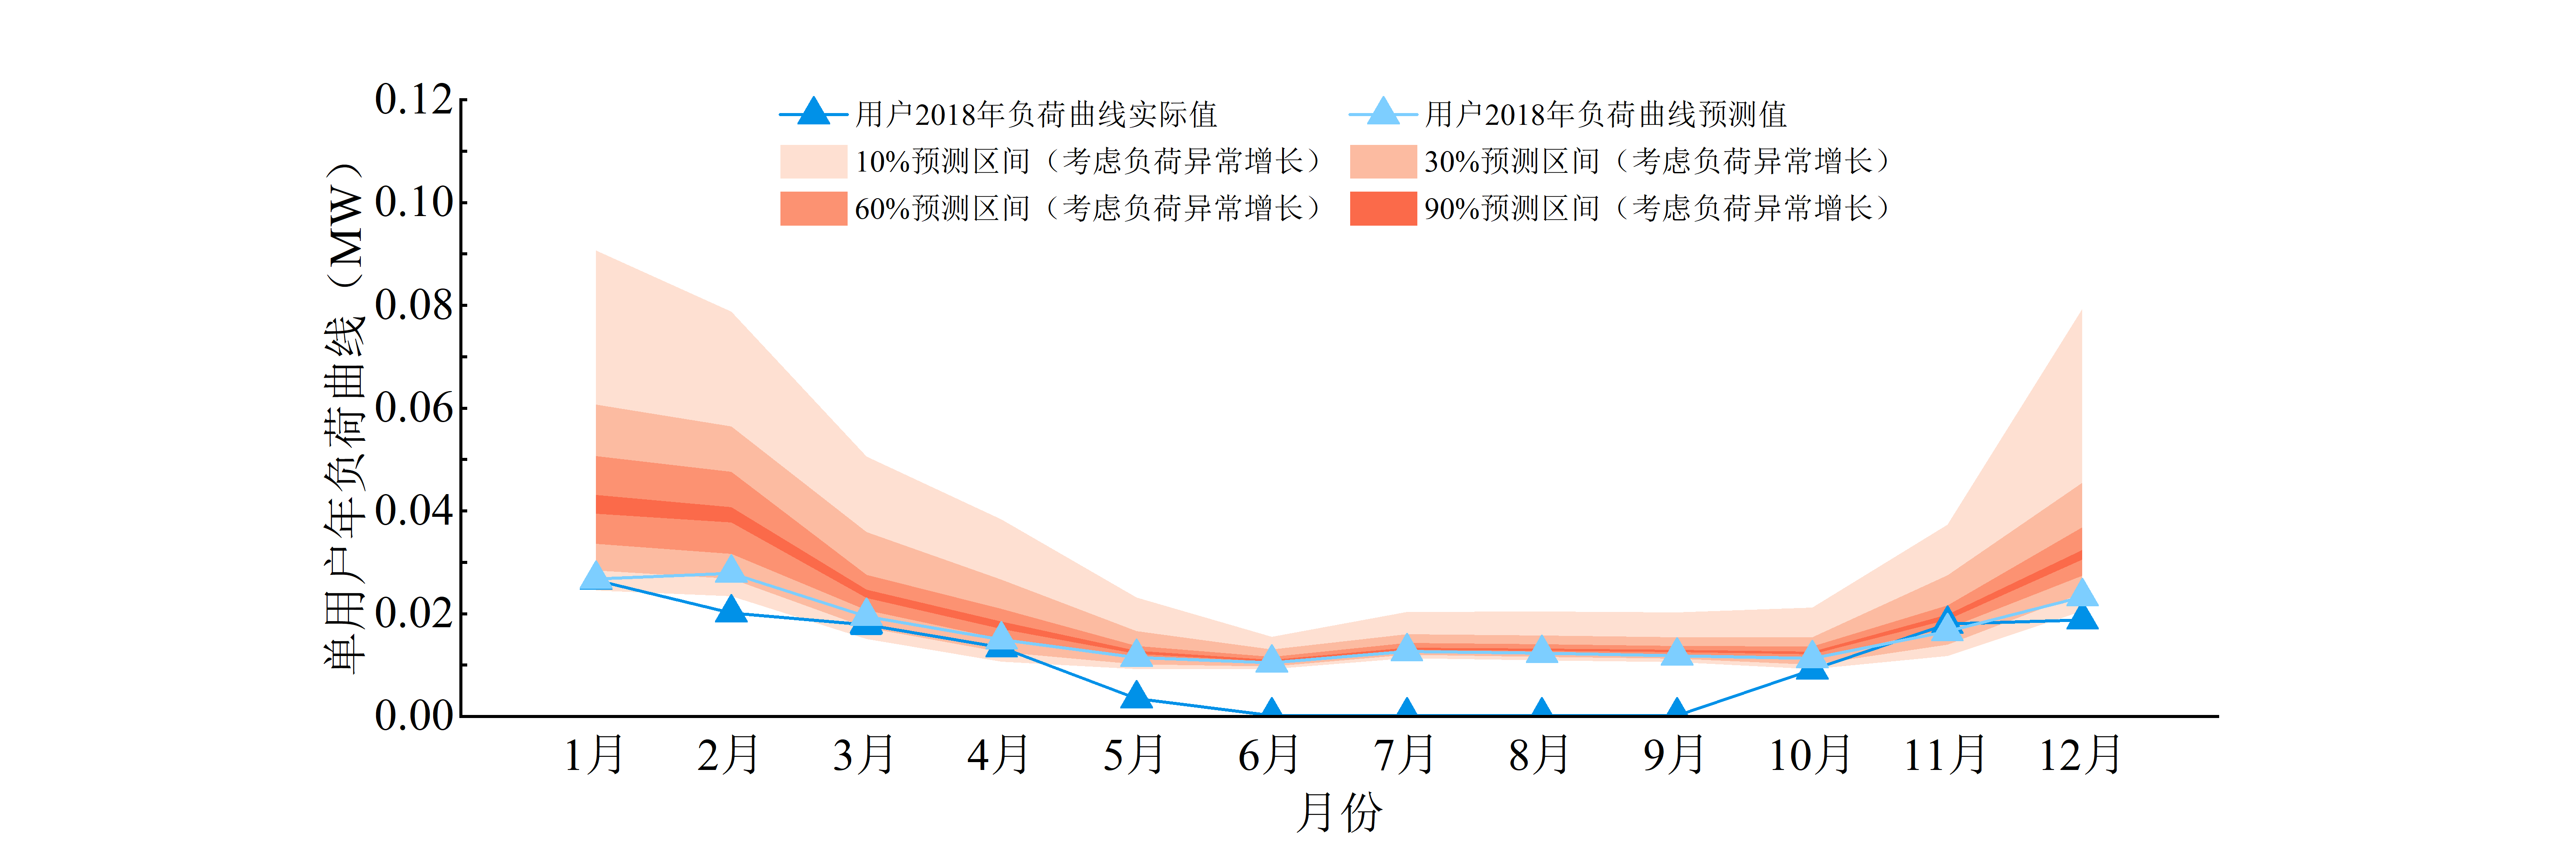 0.12
0.10
0.08
0.06
0.04
0.02
0.00
单用户年负荷曲线（MW）
用户2018年负荷曲线实际值
用户2018年负荷曲线预测值
10%预测区间（考虑负荷异常增长）
30%预测区间（考虑负荷异常增长）
60%预测区间（考虑负荷异常增长）
90%预测区间（考虑负荷异常增长）
1月 2月 3月 4月 5月 6月 7月 8月 9月 10月 11月 12月
月份